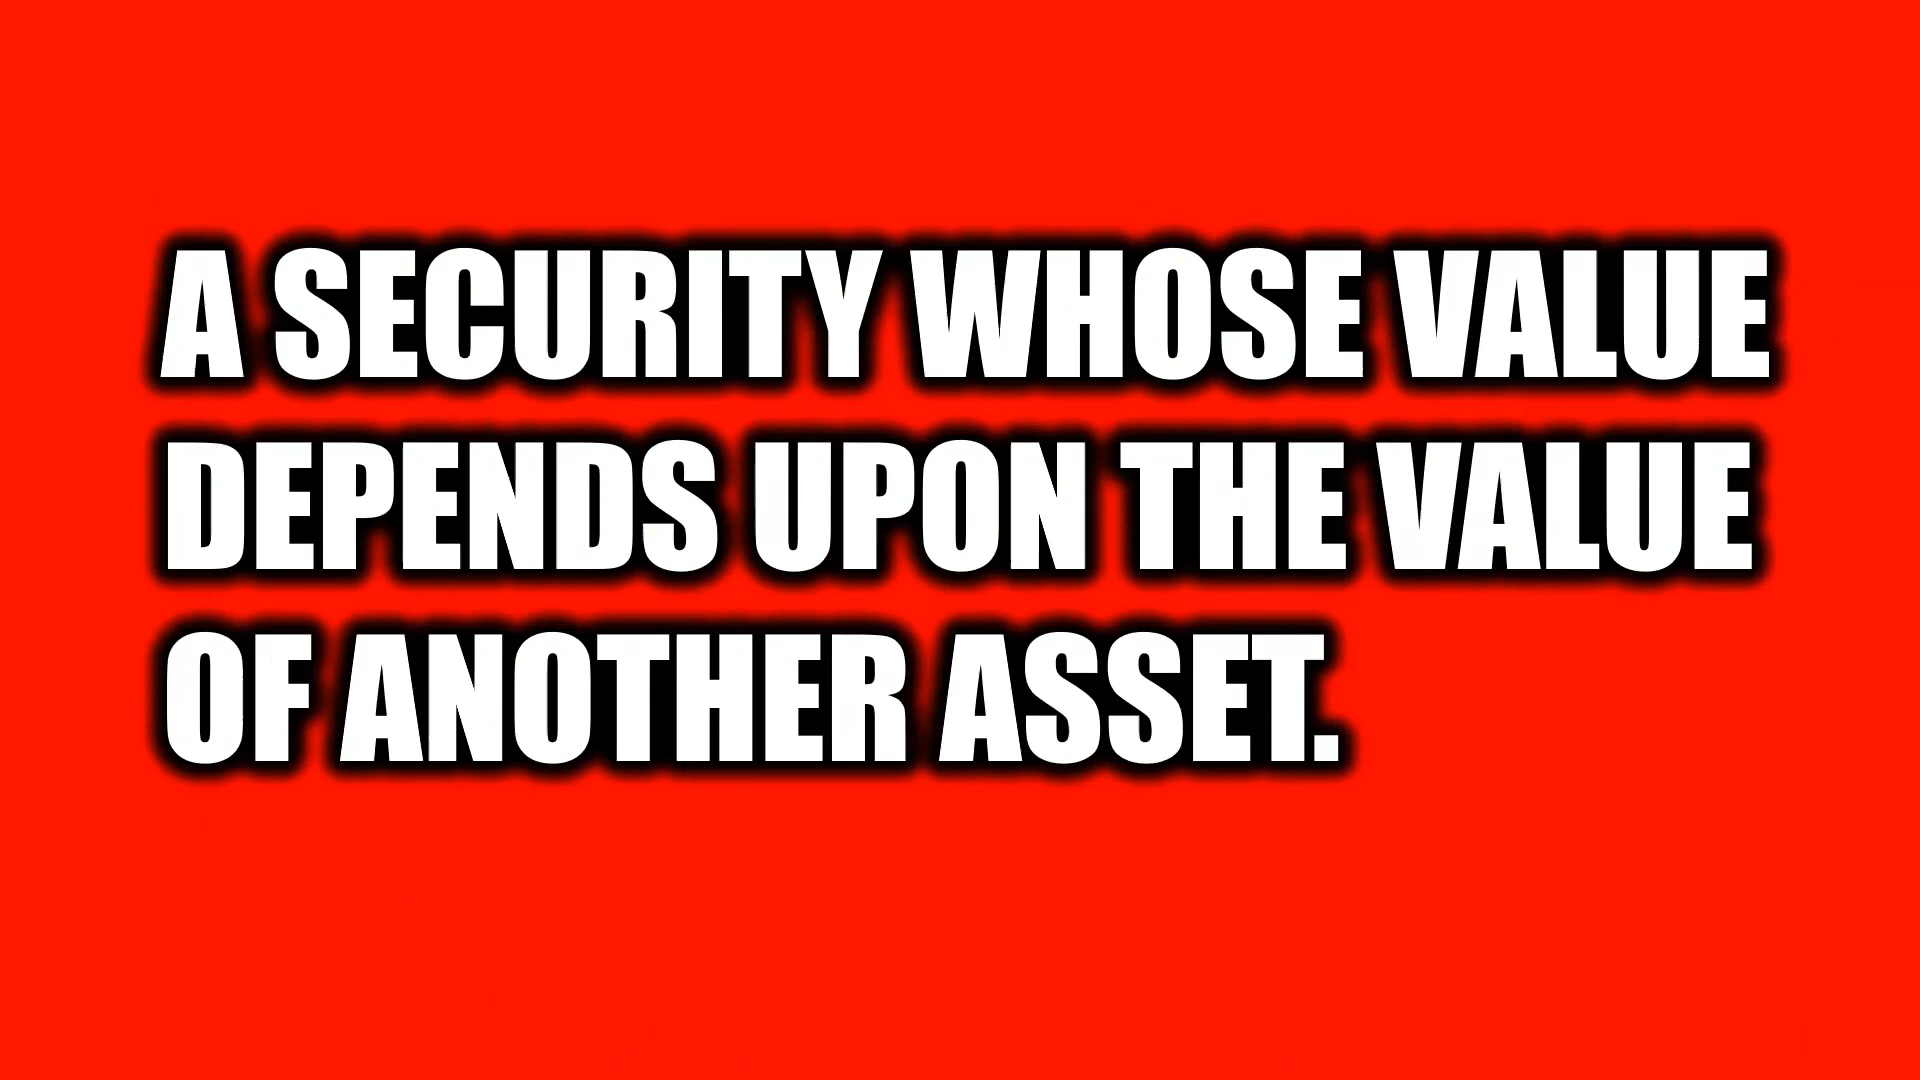 A SECURITY WHOSE VALUE
DEPENDS UPON THE VALUE
OF ANOTHER ASSET.